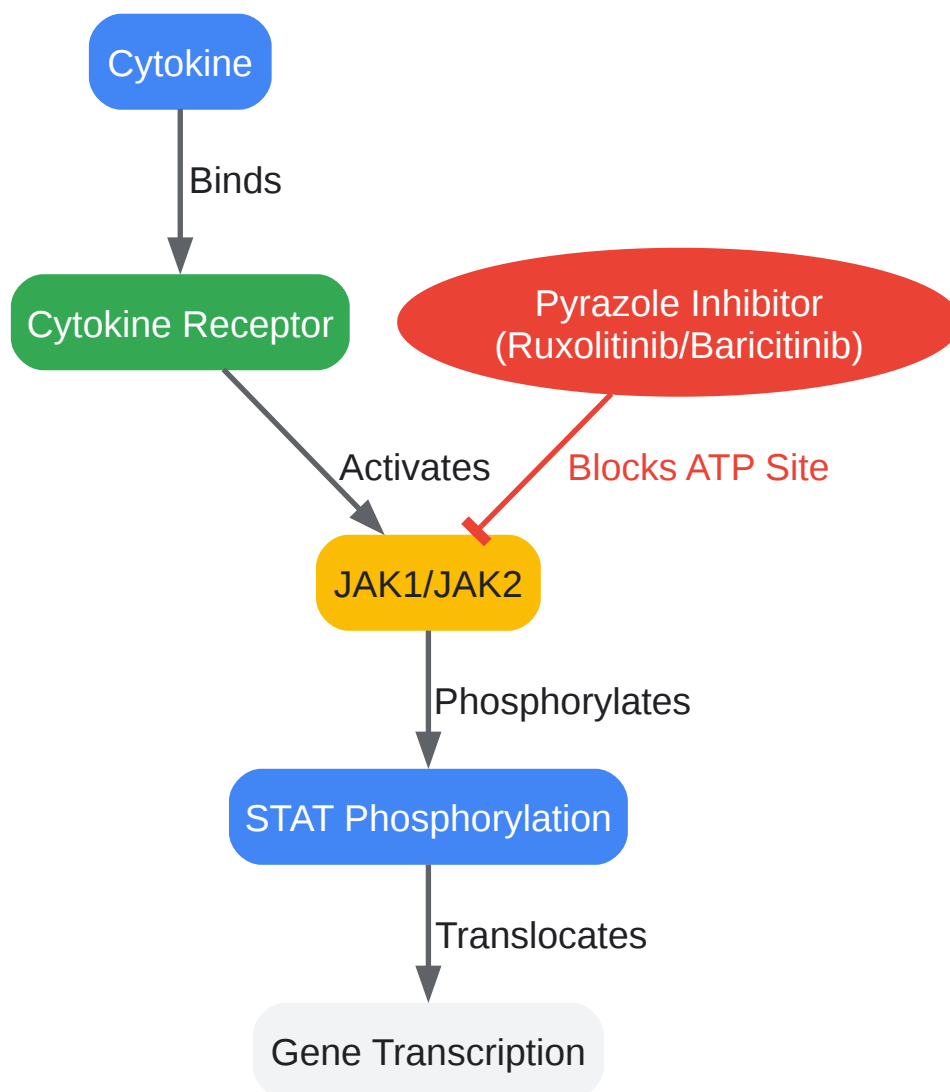 Cytokine
Binds
Cytokine Receptor
Pyrazole Inhibitor
(Ruxolitinib/Baricitinib)
Activates
Blocks ATP Site
JAK1/JAK2
Phosphorylates
STAT Phosphorylation
Translocates
Gene Transcription